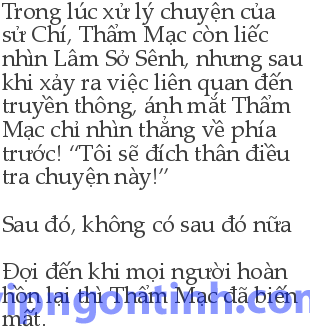 Trong lúc xử lý chuyện của
sử Chí, Thẩm Mạc còn liếc
nhìn Lâm Sở Sênh, nhưng sau
khi xảy ra việc liên quan đến
truyền thông, ánh mắt Thẩm
Mạc chỉ nhìn thẳng về phía
trước! “Tôi sẽ đích thân điều
tra chuyện này!”
Sau đó, không có sau đó nữa
Đợi đến khi mọi người hoàn
hồn lại thì Thẩm Mạc đã biến
mất.